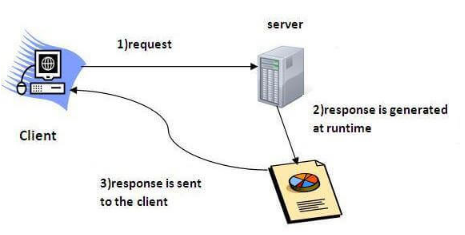 server
1)request
2)response is generated
at runtime
Client
3)response is sent
to the client